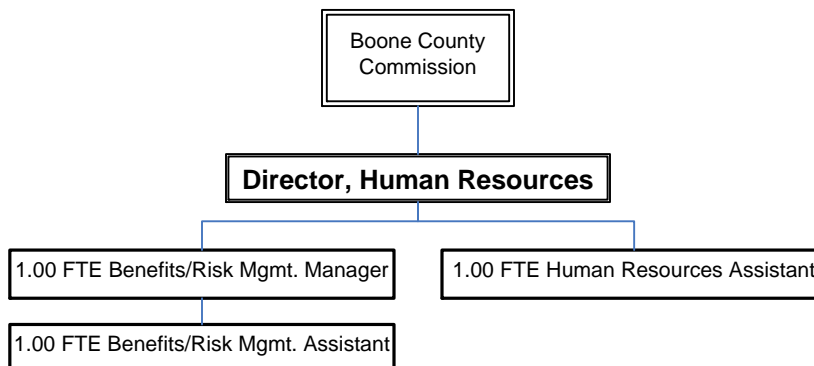 Boone County
Commission
Director, Human Resources
1.00 FTE Benefits/Risk Mgmt. Manager
1.00 FTE Human Resources Assistant
1.00 FTE Benefits/Risk Mgmt. Assistant